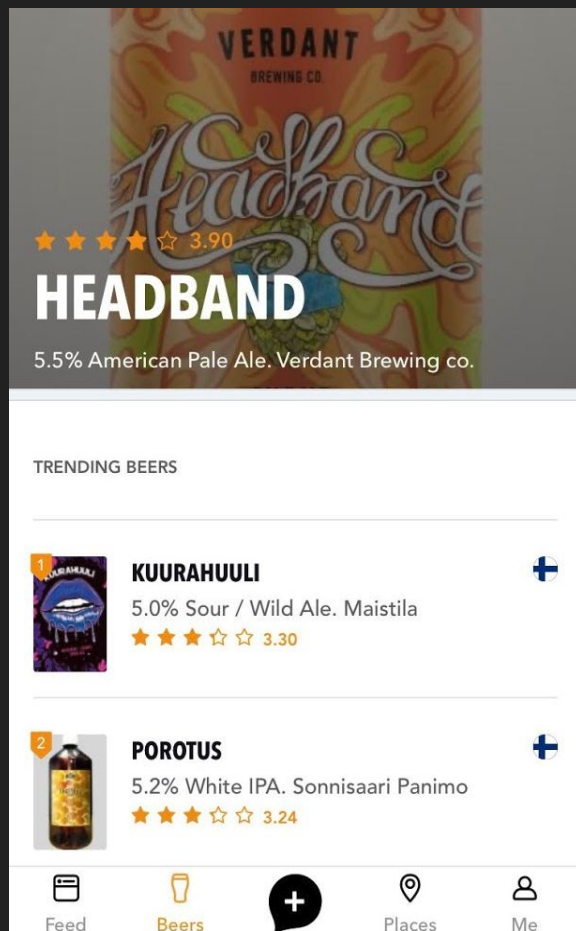 VERDANT
BREWING CO.
Headband
3.90
HEADBAND
5.5% American Pale Ale. Verdant Brewing co.
TRENDING BEERS
1
KUURAHUULI
KUURAHUULI
5.0% Sour / Wild Ale. Maistila
3.30
2
POROTUS
5.2% White IPA. Sonnisaari Panimo
3.24
Feed
Beers
+
Places
Me